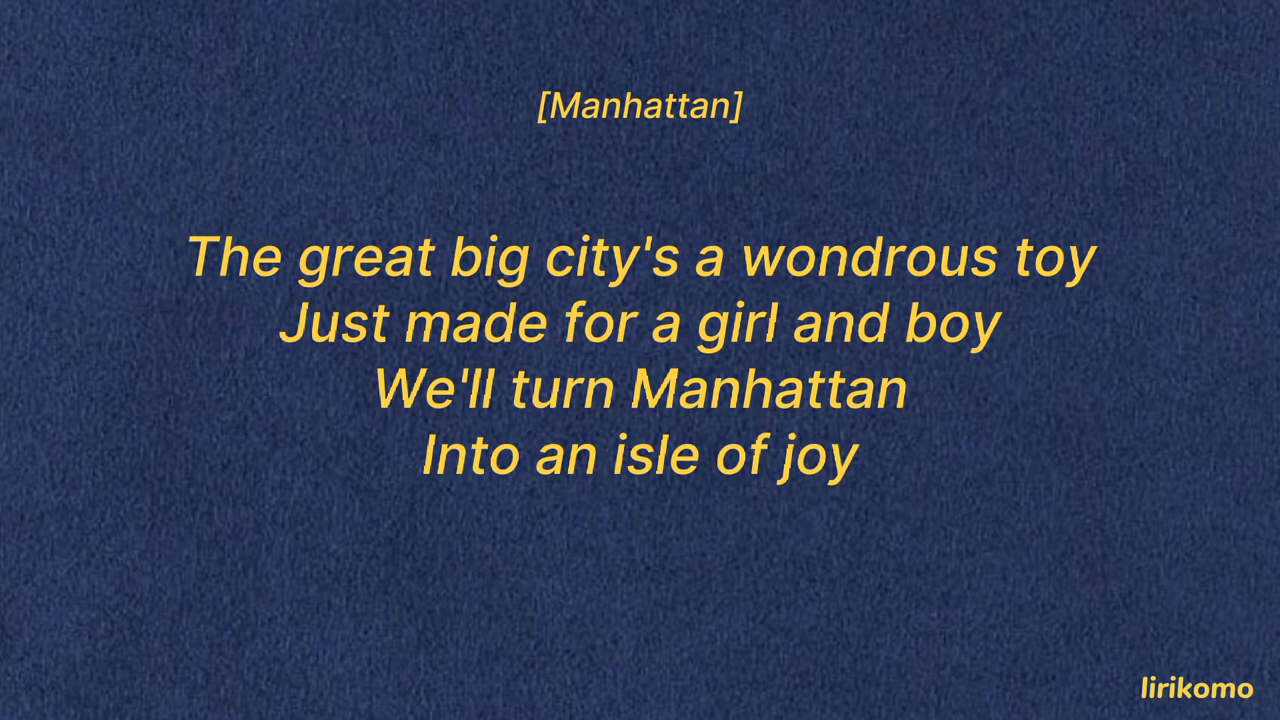 [Manhattan]
The great big city's a wondrous toy
Just made for a girl and boy
We'll turn Manhattan
Into an isle of joy
lirikomo